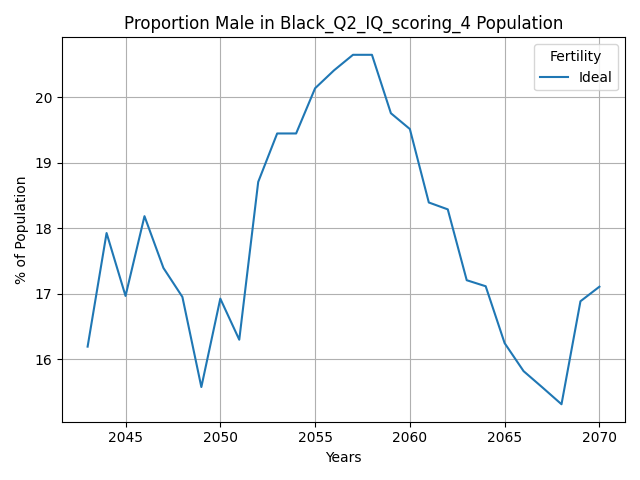 Proportion Male in Black_Q2_IQ_scoring_4 Population
Fertility
Ideal
% of Population
20
19
18
17
16
2045 2050 2055 2060 2065 2070
Years